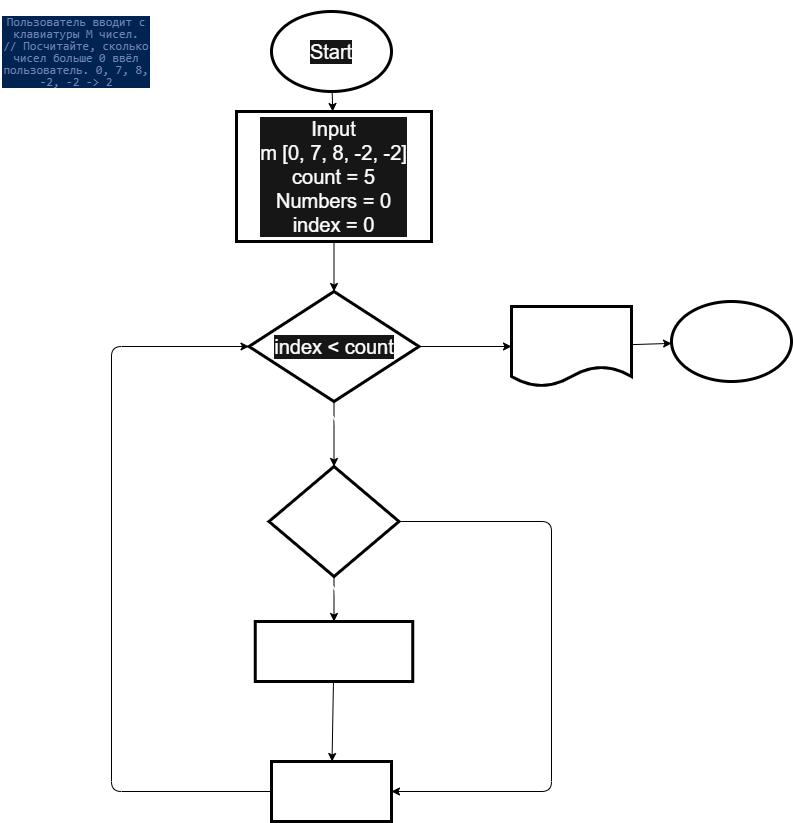 Пользователь вводит с
клавиатуры M чисел.
// Посчитайте, сколько
чисел больше 0 ввёл
пользователь. 0, 7, 8,
-2, -2 -> 2
Start
Input
m [0, 7, 8, -2, -2]
count = 5
Numbers = 0
index = 0
index < count